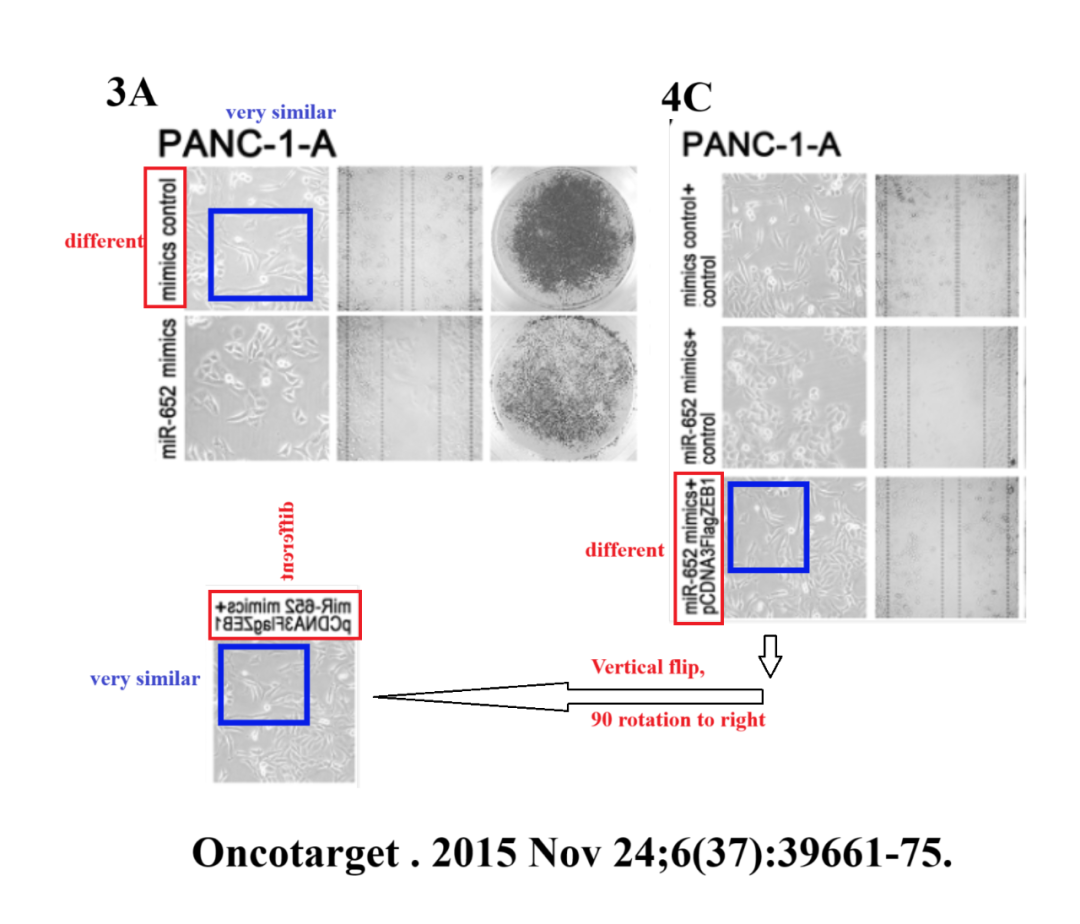 3A
very similar
PANC-1-A
different
mimics control
miR-652 mimics
4C
PANC-1-A
mimics control+
control
miR-652 mimics+
control
different
miR-652 mimics+
pCDNA3FlagZEB1
different
miR-652 mimics+
pCDNA3FlagZEB1
very similar
Vertical flip,
90 rotation to right
Oncotarget . 2015 Nov 24;6(37):39661-75.